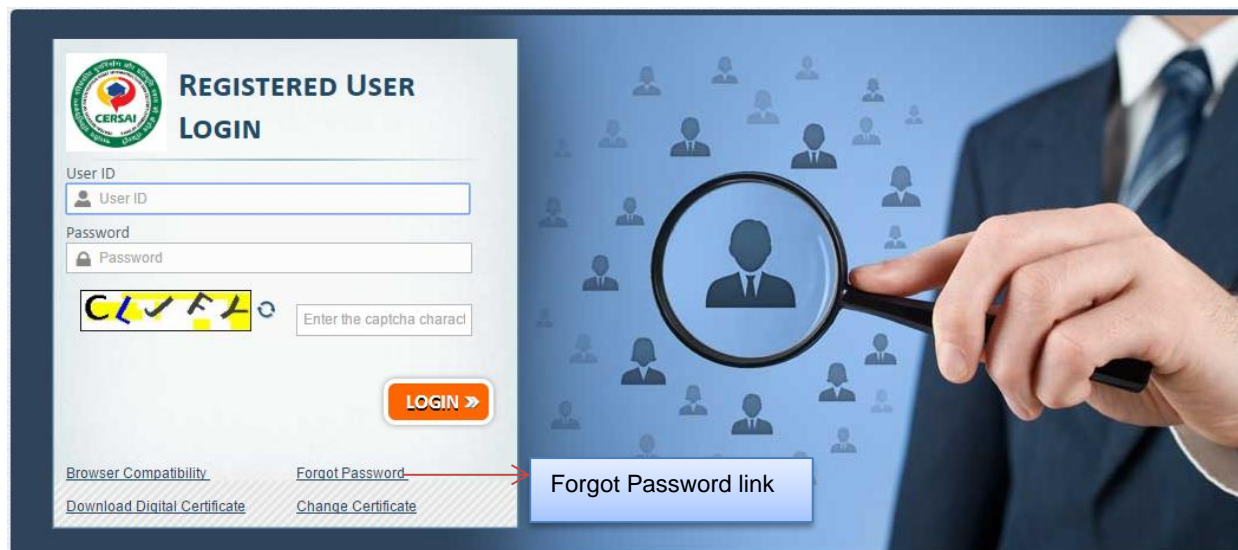 CERSAI
REGISTERED USER
LOGIN
User ID
User ID
Password
Password
Enter the captcha charact
LOGIN »
Browser Compatibility
Forgot Password
Forgot Password link
Download Digital Certificate
Change Certificate